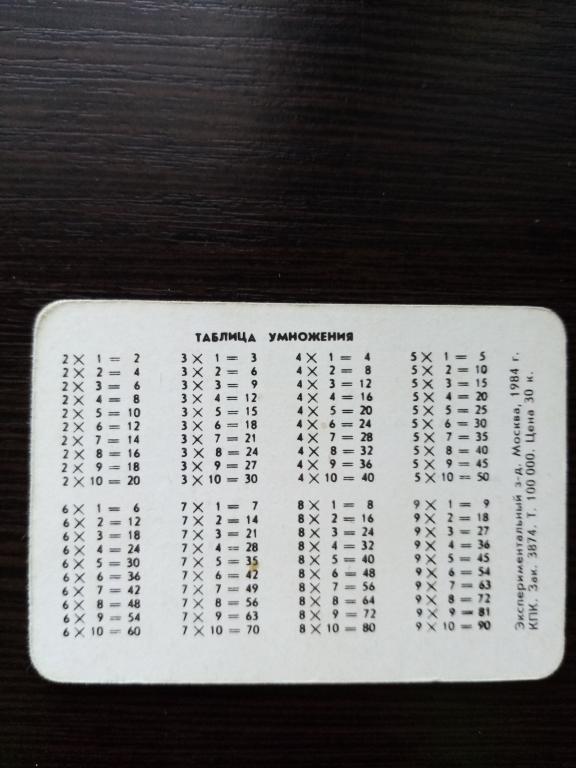 ТАБЛИЦА УМНОЖЕНИЯ
2 × 1 = 2 3 × 1 = 3 4 × 1 = 4 5 × 1 = 5
2 × 2 = 4 3 × 2 = 6 4 × 2 = 8 5 × 2 = 10
2 × 3 = 6 3 × 3 = 9 4 × 3 = 12 5 × 3 = 15
2 × 4 = 8 3 × 4 = 12 4 × 4 = 16 5 × 4 = 20
2 × 5 = 10 3 × 5 = 15 4 × 5 = 20 5 × 5 = 25
2 × 6 = 12 3 × 6 = 18 4 × 6 = 24 5 × 6 = 30
2 × 7 = 14 3 × 7 = 21 4 × 7 = 28 5 × 7 = 35
2 × 8 = 16 3 × 8 = 24 4 × 8 = 32 5 × 8 = 40
2 × 9 = 18 3 × 9 = 27 4 × 9 = 36 5 × 9 = 45
2 × 10 = 20 3 × 10 = 30 4 × 10 = 40 5 × 10 = 50
6 × 1 = 6 7 × 1 = 7 8 × 1 = 8 9 × 1 = 9
6 × 2 = 12 7 × 2 = 14 8 × 2 = 16 9 × 2 = 18
6 × 3 = 18 7 × 3 = 21 8 × 3 = 24 9 × 3 = 27
6 × 4 = 24 7 × 4 = 28 8 × 4 = 32 9 × 4 = 36
6 × 5 = 30 7 × 5 = 35 8 × 5 = 40 9 × 5 = 45
6 × 6 = 36 7 × 6 = 42 8 × 6 = 48 9 × 6 = 54
6 × 7 = 42 7 × 7 = 49 8 × 7 = 56 9 × 7 = 63
6 × 8 = 48 7 × 8 = 56 8 × 8 = 64 9 × 8 = 72
6 × 9 = 54 7 × 9 = 63 8 × 9 = 72 9 × 9 = 81
6 × 10 = 60 7 × 10 = 70 8 × 10 = 80 9 × 10 = 90
Экспериментальный з-д. Москва, 1984 г.
КПК. Зак. 3874. Т. 100 000. Цена 30 к.